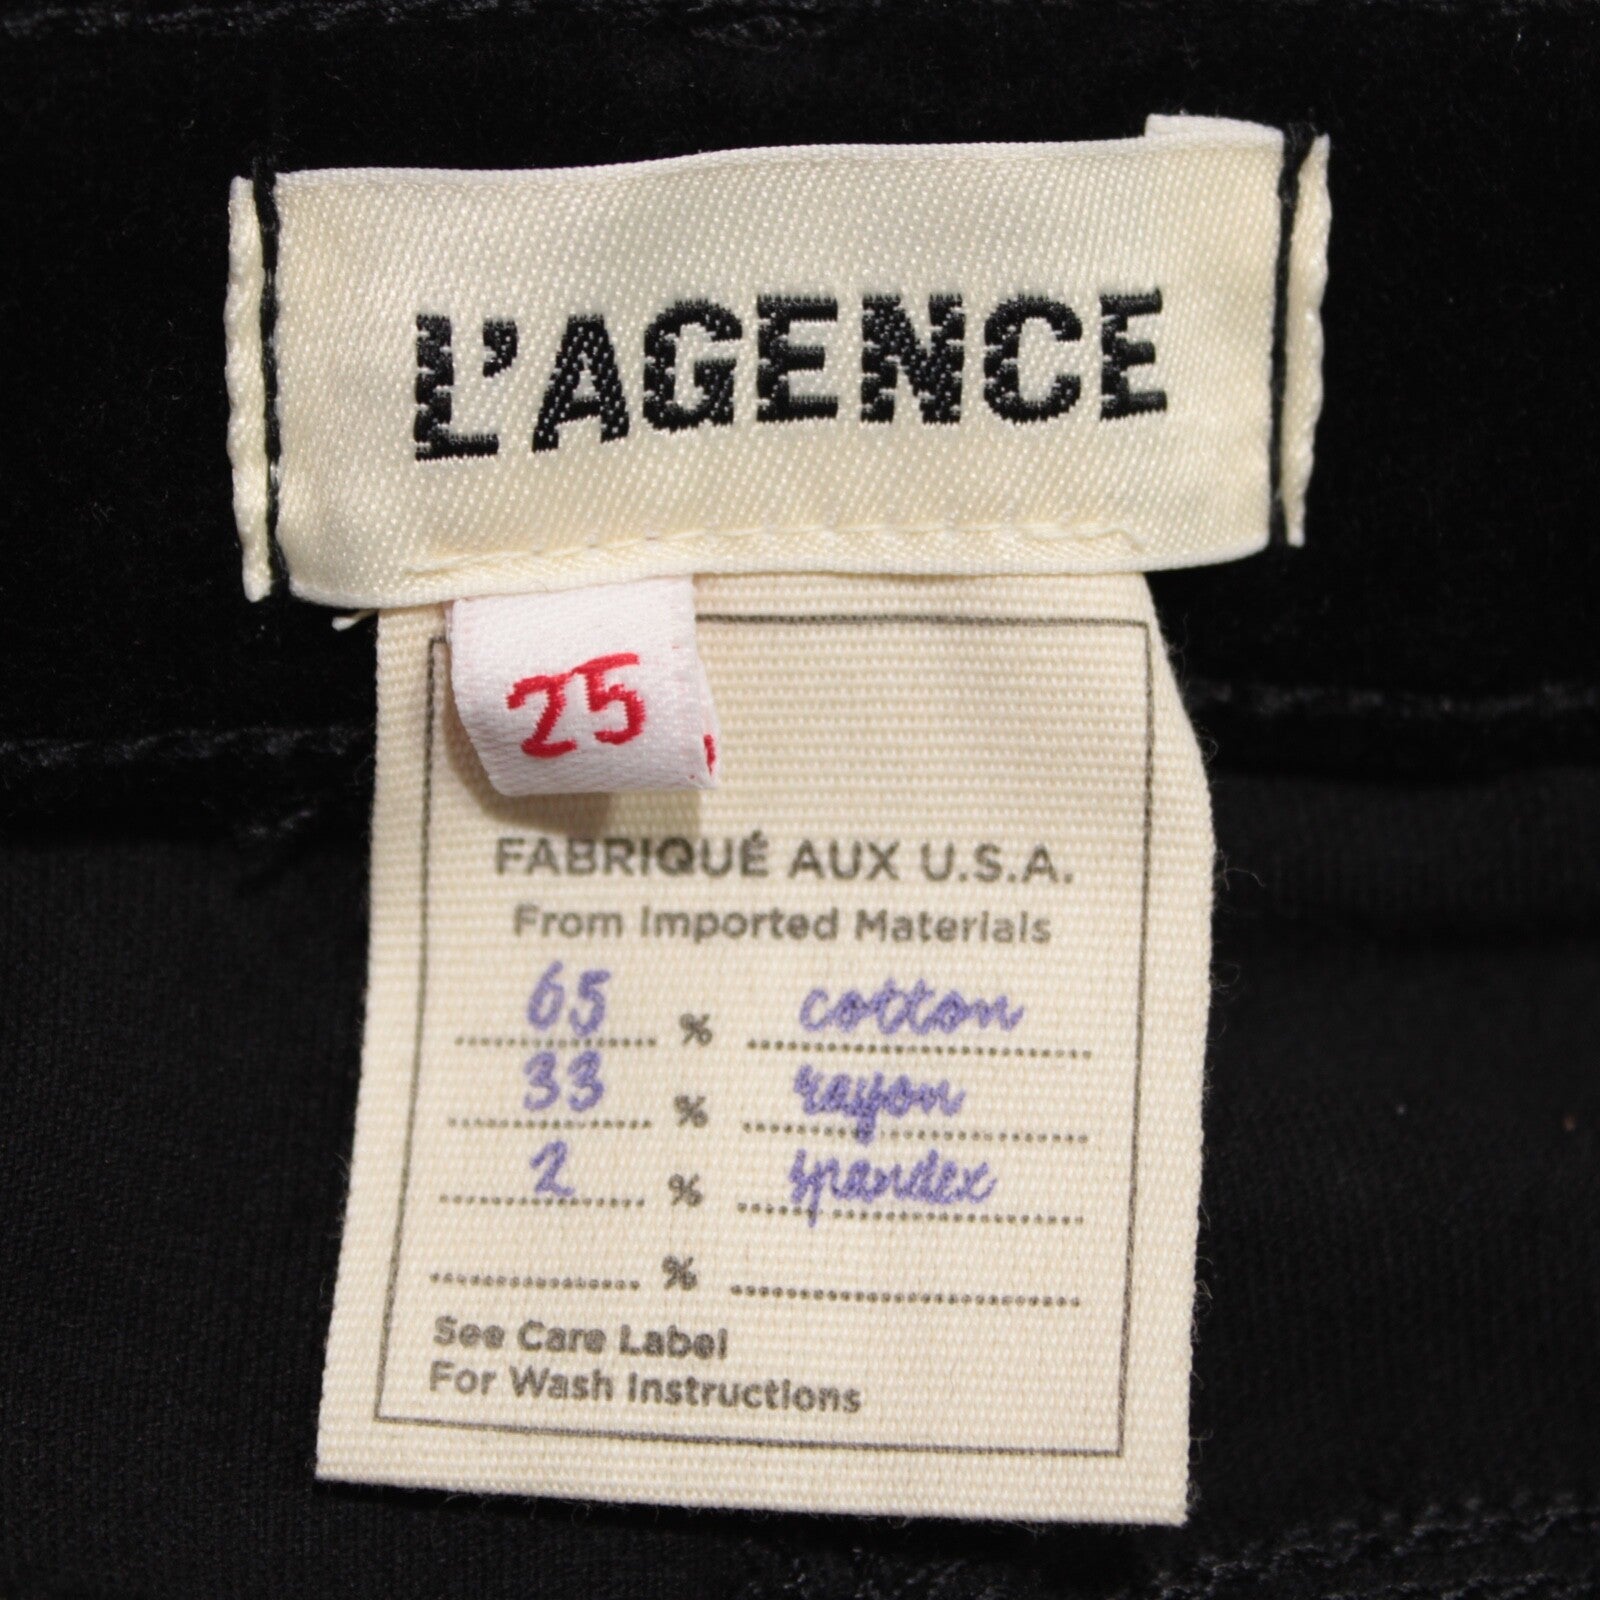 L'AGENCE
25
FABRIQUÉ AUX U.S.A.
From Imported Materials
65 % cotton
33 % rayon
2 % spandex
%
See Care Label
For Wash Instructions